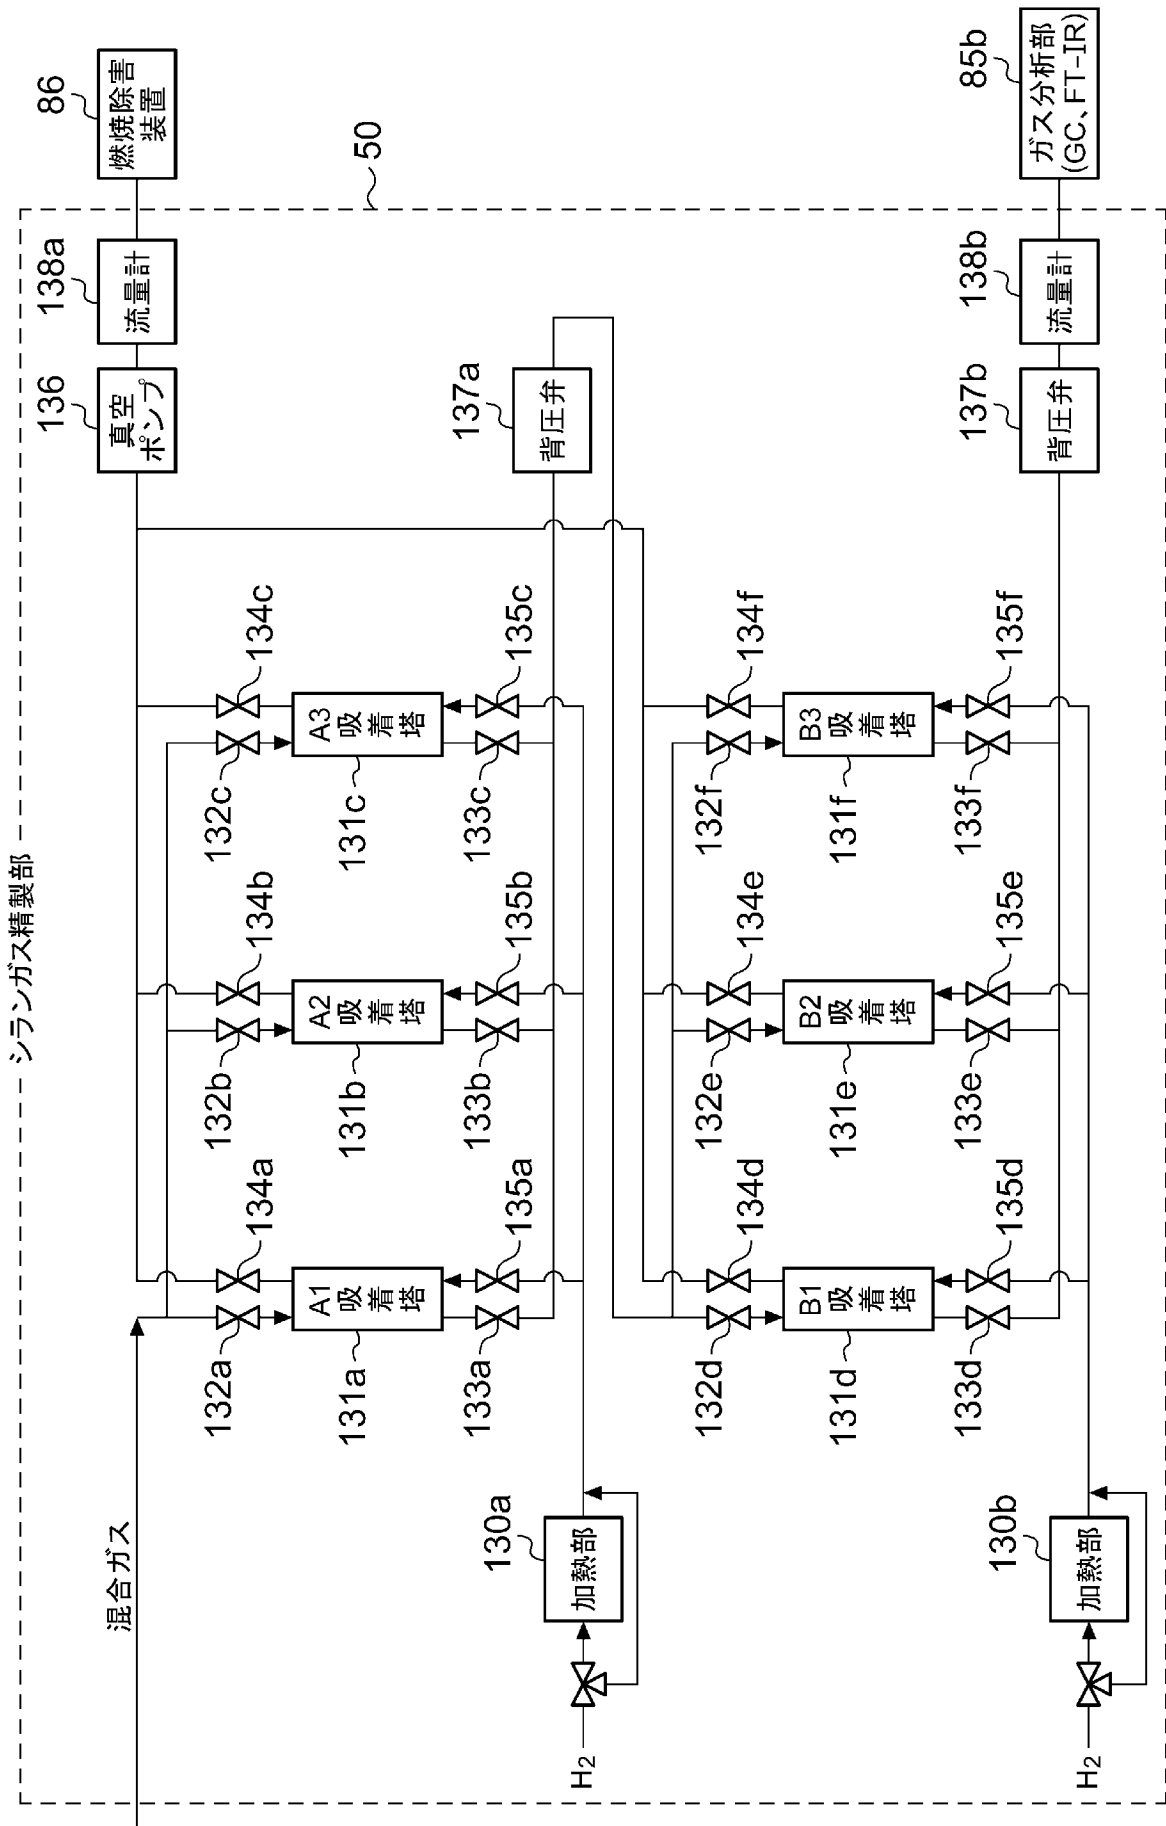 シランガス精製部
50
混合ガス
136
真空
ポンプ
138a
流量計
86
燃焼除害
装置
132a
134a
132b
134b
132c
134c
A1
吸
着
塔
131a
A2
吸
着
塔
131b
A3
吸
着
塔
131c
133a
135a
133b
135b
133c
135c
137a
背圧弁
H2
130a
加熱部
132d
134d
132e
134e
132f
134f
B1
吸
着
塔
131d
B2
吸
着
塔
131e
B3
吸
着
塔
131f
133d
135d
133e
135e
133f
135f
137b
背圧弁
138b
流量計
85b
ガス分析部
(GC、FT-IR)
H2
130b
加熱部